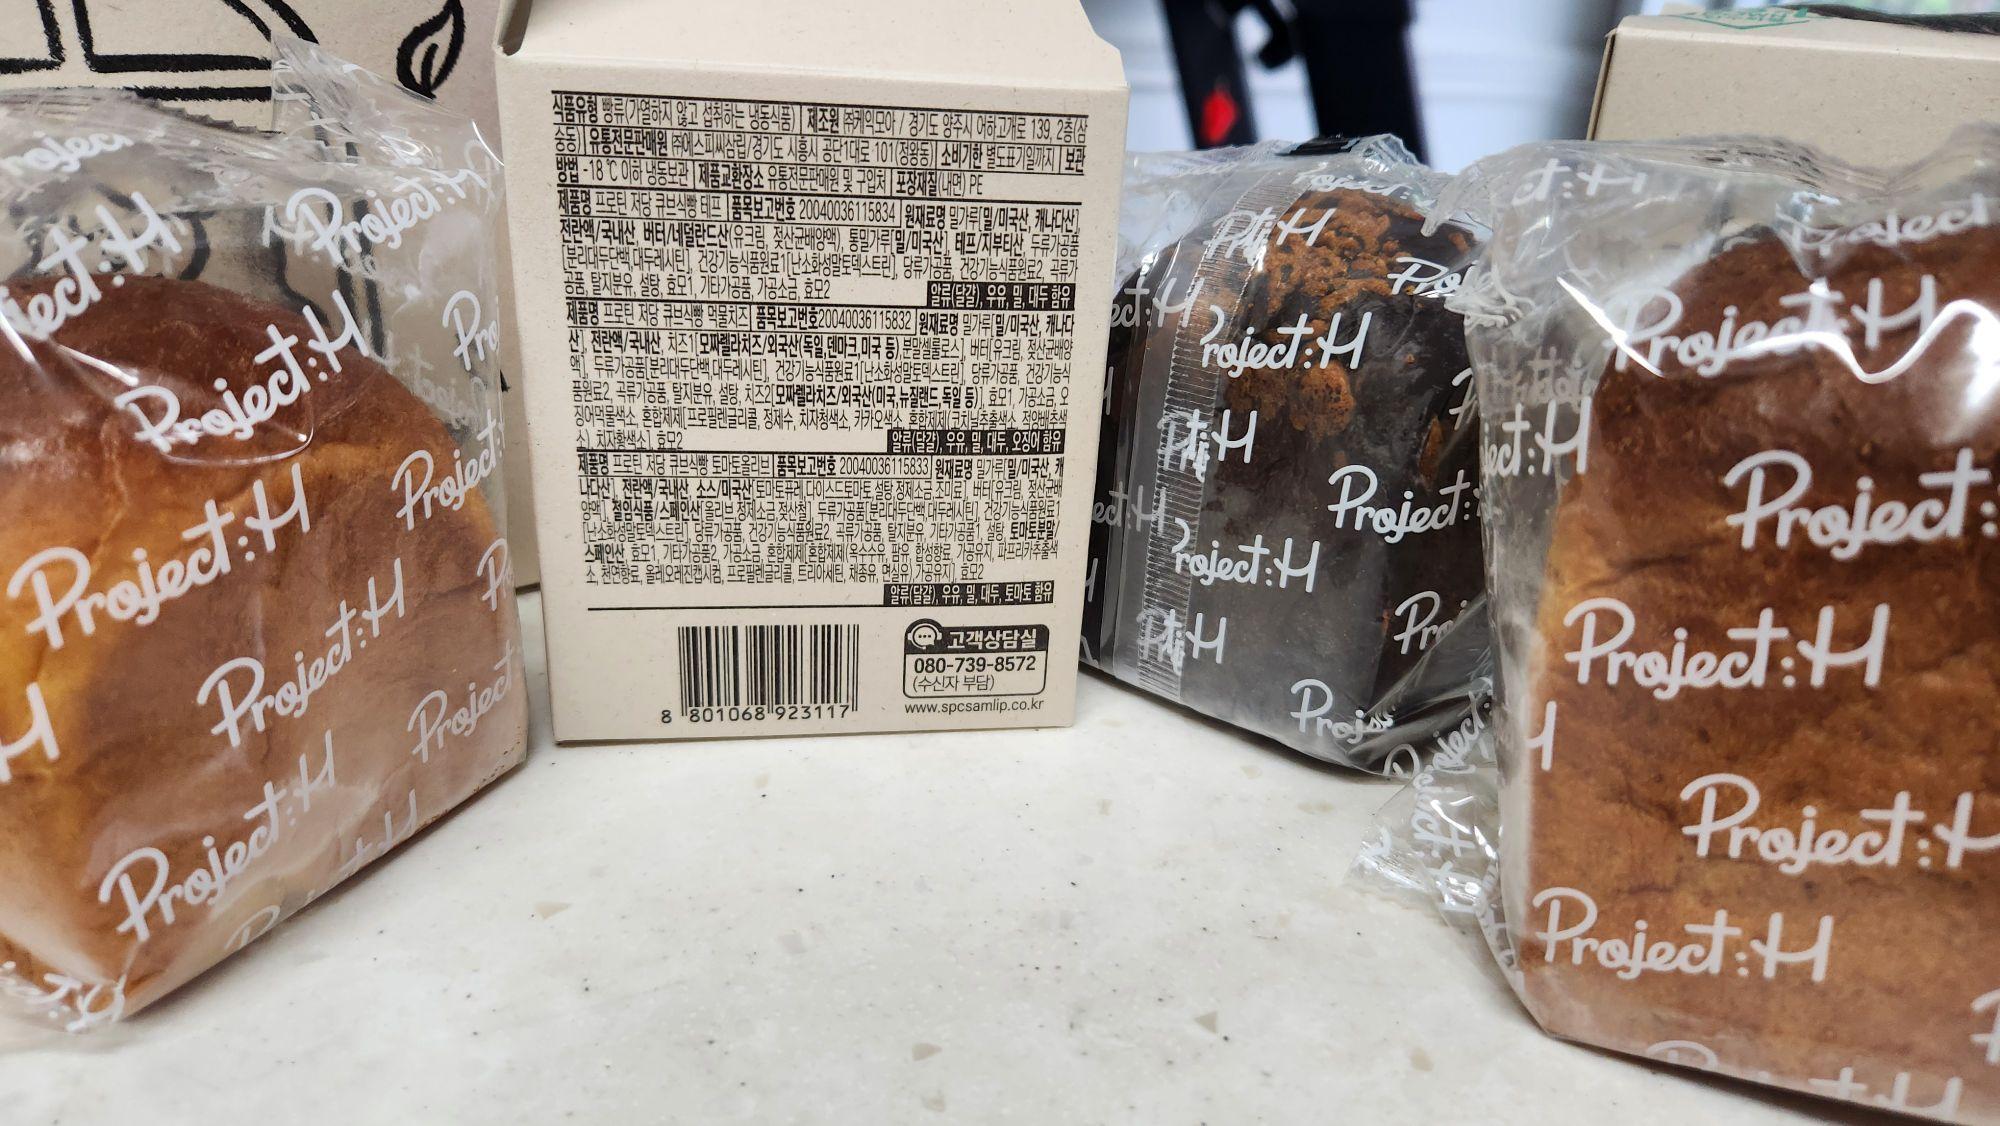 식품유형 빵류(가열하지 않고 섭취하는 냉동식품) | 제조원 ㈜케익모아 / 경기도 양주시 어하고개로 139, 2층(삼
숭동) | 유통전문판매원 ㈜에스피씨삼립/경기도 시흥시 공단1대로 101(정왕동) | 소비기한 별도표기일까지 | 보관
방법 -18℃ 이하 냉동보관 | 제품교환장소 유통전문판매원 및 구입처 | 포장재질(내면) PE
제품명 프로틴 저당 큐브식빵 테프 | 품목보고번호 20040036115834 | 원재료명 밀가루[밀/미국산, 캐나다산],
전란액/국내산, 버터/네덜란드산(유크림, 젖산균배양액), 통밀가루[밀/미국산], 테프/지부티산, 두류가공품
[분리대두단백, 대두레시틴], 건강기능식품원료1[난소화성말토덱스트린], 당류가공품, 건강기능식품원료2, 곡류가
공품, 탈지분유, 설탕, 효모1, 기타가공품, 가공소금, 효모2
알류(달걀), 우유, 밀, 대두 함유
제품명 프로틴 저당 큐브식빵 먹물치즈 | 품목보고번호 20040036115832 | 원재료명 밀가루[밀/미국산, 캐나다
산], 전란액/국내산, 치즈1[모짜렐라치즈/외국산(독일,덴마크,미국 등),분말셀룰로스], 버터[유크림, 젖산균배양
액], 두류가공품[분리대두단백, 대두레시틴], 건강기능식품원료1[난소화성말토덱스트린], 당류가공품, 건강기능식
품원료2, 곡류가공품, 탈지분유, 설탕, 치즈2[모짜렐라치즈/외국산(미국,뉴질랜드,독일 등)], 효모1, 가공소금, 오
징어먹물색소, 혼합제제[프로필렌글리콜, 정제수, 치자청색소, 카카오색소, 혼합제제(코치닐추출색소, 적양배추색
소), 치자황색소], 효모2
알류(달걀), 우유, 밀, 대두, 오징어 함유
제품명 프로틴 저당 큐브식빵 토마토올리브 | 품목보고번호 20040036115833 | 원재료명 밀가루[밀/미국산, 캐
나다산], 전란액/국내산, 소스/미국산[토마토퓨레,다이스드토마토,설탕,정제소금,조미료], 버터[유크림, 젖산균배
양액], 절임식품/스페인산[올리브,정제소금,젖산철], 두류가공품[분리대두단백,대두레시틴], 건강기능식품원료1
[난소화성말토덱스트린], 당류가공품, 건강기능식품원료2, 곡류가공품, 탈지분유, 기타가공품1, 설탕, 토마토분말/
스페인산, 효모1, 기타가공품2, 가공소금, 혼합제제[혼합제제(옥수수유, 팜유, 합성향료, 가공유지, 파프리카추출색
소, 천연향료, 올레오레진캡시컴, 프로필렌글리콜, 트리아세틴, 채종유, 면실유),가공유지], 효모2
알류(달걀), 우유, 밀, 대두, 토마토 함유
8 801068 923117
고객상담실
080-739-8572
(수신자 부담)
www.spcsamlip.co.kr
Project:H
Project:H
Project:H
Project:H
Project:H
Project:H
Project:H
Project:H
Project:H
Project:H